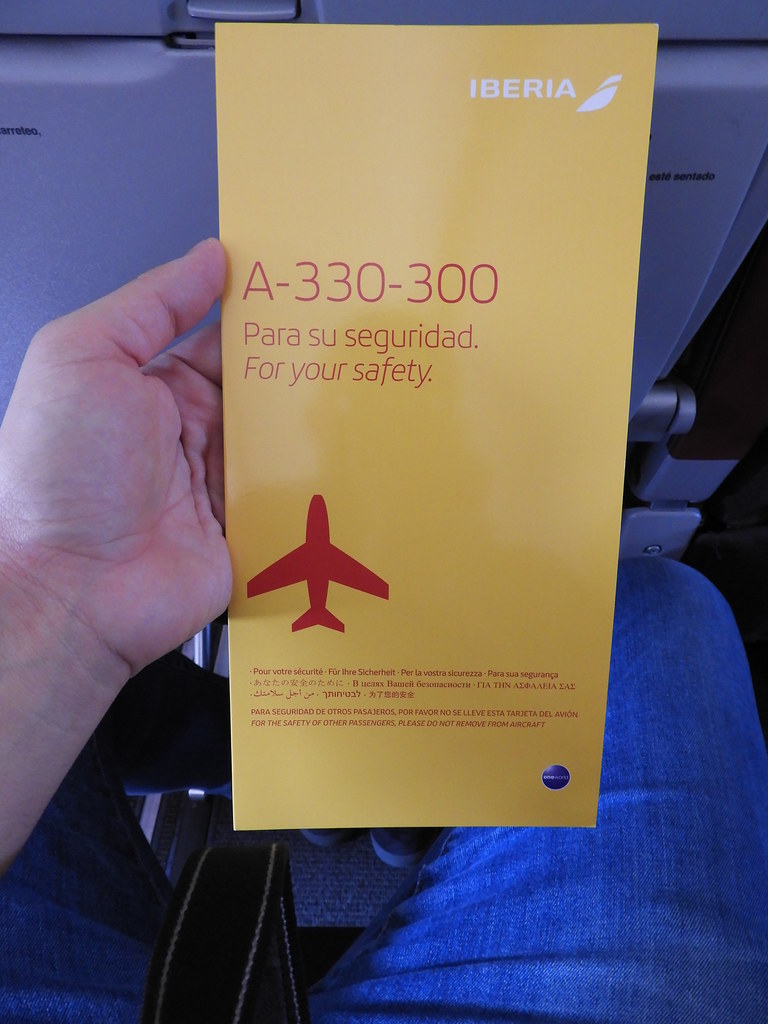 IBERIA
arreteo,
esté sentado
A-330-300
Para su seguridad.
For your safety.
· Pour votre sécurité · Für Ihre Sicherheit · Per la vostra sicurezza · Para sua segurança
· あなたの安全のために · В целях Вашей безопасности · ΓΙΑ ΤΗΝ ΑΣΦΑΛΕΙΑ ΣΑΣ
· من أجل سلامتك · לבטיחותך · 为了您的安全
PARA SEGURIDAD DE OTROS PASAJEROS, POR FAVOR NO SE LLEVE ESTA TARJETA DEL AVIÓN
FOR THE SAFETY OF OTHER PASSENGERS, PLEASE DO NOT REMOVE FROM AIRCRAFT
oneworld